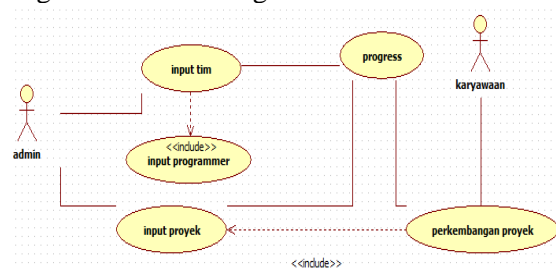 input tim
progress
karyawaan
admin
<<include>>
input programmer
input proyek
perkembangan proyek
<<include>>